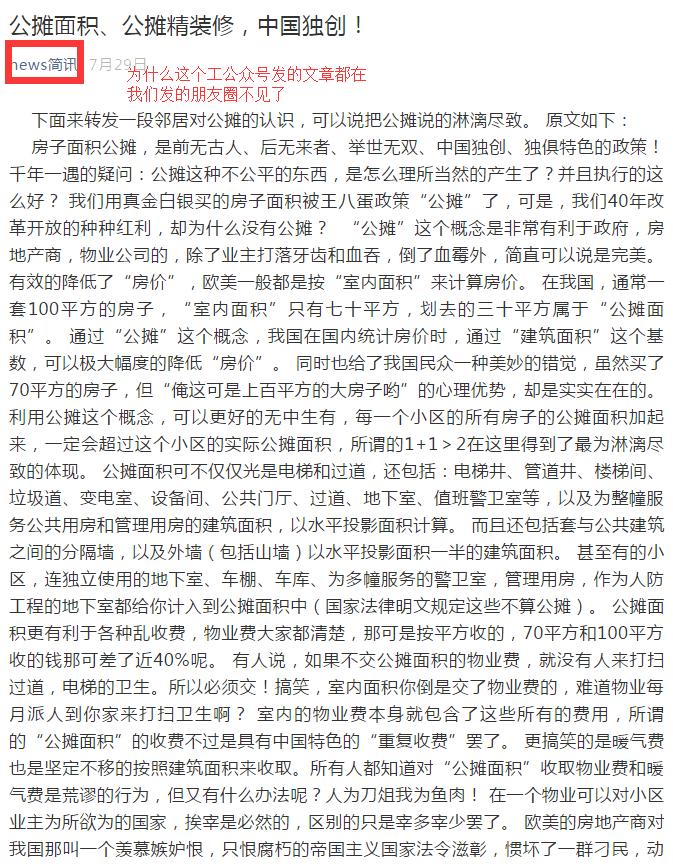 公摊面积、公摊精装修，中国独创！
news简讯 7月29日
为什么这个工公众号发的文章都在
我们发的朋友圈不见了
下面来转发一段邻居对公摊的认识，可以说把公摊说的淋漓尽致。 原文如下：
房子面积公摊，是前无古人、后无来者、举世无双、中国独创、独俱特色的政策！
千年一遇的疑问：公摊这种不公平的东西，是怎么理所当然的产生了？并且执行的这
么好？ 我们用真金白银买的房子面积被王八蛋政策“公摊”了，可是，我们40年改
革开放的种种红利，却为什么没有公摊？ “公摊”这个概念是非常有利于政府，房
地产商，物业公司的，除了业主打落牙齿和血吞，倒了血霉外，简直可以说是完美。
有效的降低了“房价”，欧美一般都是按“室内面积”来计算房价。 在我国，通常一
套100平方的房子，“室内面积”只有七十平方，划去的三十平方属于“公摊面
积”。 通过“公摊”这个概念，我国在国内统计房价时，通过“建筑面积”这个基
数，可以极大幅度的降低“房价”。 同时也给了我国民众一种美妙的错觉，虽然买了
70平方的房子，但“俺这可是上百平方的大房子哟”的心理优势，却是实实在在的。
利用公摊这个概念，可以更好的无中生有，每一个小区的所有房子的公摊面积加起
来，一定会超过这个小区的实际公摊面积，所谓的1+1＞2在这里得到了最为淋漓尽
致的体现。 公摊面积可不仅仅光是电梯和过道，还包括：电梯井、管道井、楼梯间、
垃圾道、变电室、设备间、公共门厅、过道、地下室、值班警卫室等，以及为整幢服
务公共用房和管理用房的建筑面积，以水平投影面积计算。 而且还包括套与公共建筑
之间的分隔墙，以及外墙（包括山墙）以水平投影面积一半的建筑面积。 甚至有的小
区，连独立使用的地下室、车棚、车库、为多幢服务的警卫室，管理用房，作为人防
工程的地下室都给你计入到公摊面积中（国家法律明文规定这些不算公摊）。 公摊面
积更有利于各种乱收费，物业费大家都清楚，那可是按平方收的，70平方和100平方
收的钱那可差了近40%呢。 有人说，如果不交公摊面积的物业费，就没有人来打扫
过道，电梯的卫生。所以必须交！搞笑，室内面积你倒是交了物业费的，难道物业每
月派人到你家来打扫卫生啊？ 室内的物业费本身就包含了这些所有的费用，所谓
的“公摊面积”的收费不过是具有中国特色的“重复收费”罢了。 更搞笑的是暖气费
也是坚定不移的按照建筑面积来收取。所有人都知道对“公摊面积”收取物业费和暖
气费是荒谬的行为，但又有什么办法呢？人为刀俎我为鱼肉！ 在一个物业可以对小区
业主为所欲为的国家，挨宰是必然的，区别的只是宰多宰少罢了。 欧美的房地产商对
我国那叫一个羡慕嫉妒恨，只恨腐朽的帝国主义国家法令滋彰，惯坏了一群刁民，动